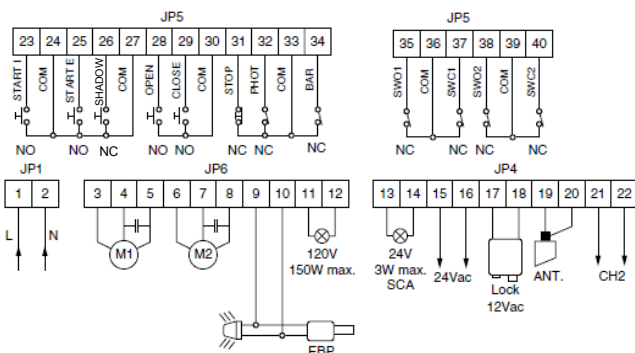 JP5
23 24 25 26 27 28 29 30 31 32 33 34
START I COM START E SHADOW COM OPEN CLOSE COM STOP PHOT COM BAR
NO NO NC NO NO NC NC NC
JP5
35 36 37 38 39 40
SWO1 COM SWC1 SWO2 COM SWC2
NC NC NC NC
JP1
1 2
L N
JP6
3 4 5 6 7 8 9 10 11 12
M1 M2
120V
150W max.
EBP
JP4
13 14 15 16 17 18 19 20 21 22
24V
3W max.
SCA
24Vac
Lock
12Vac
ANT.
CH2